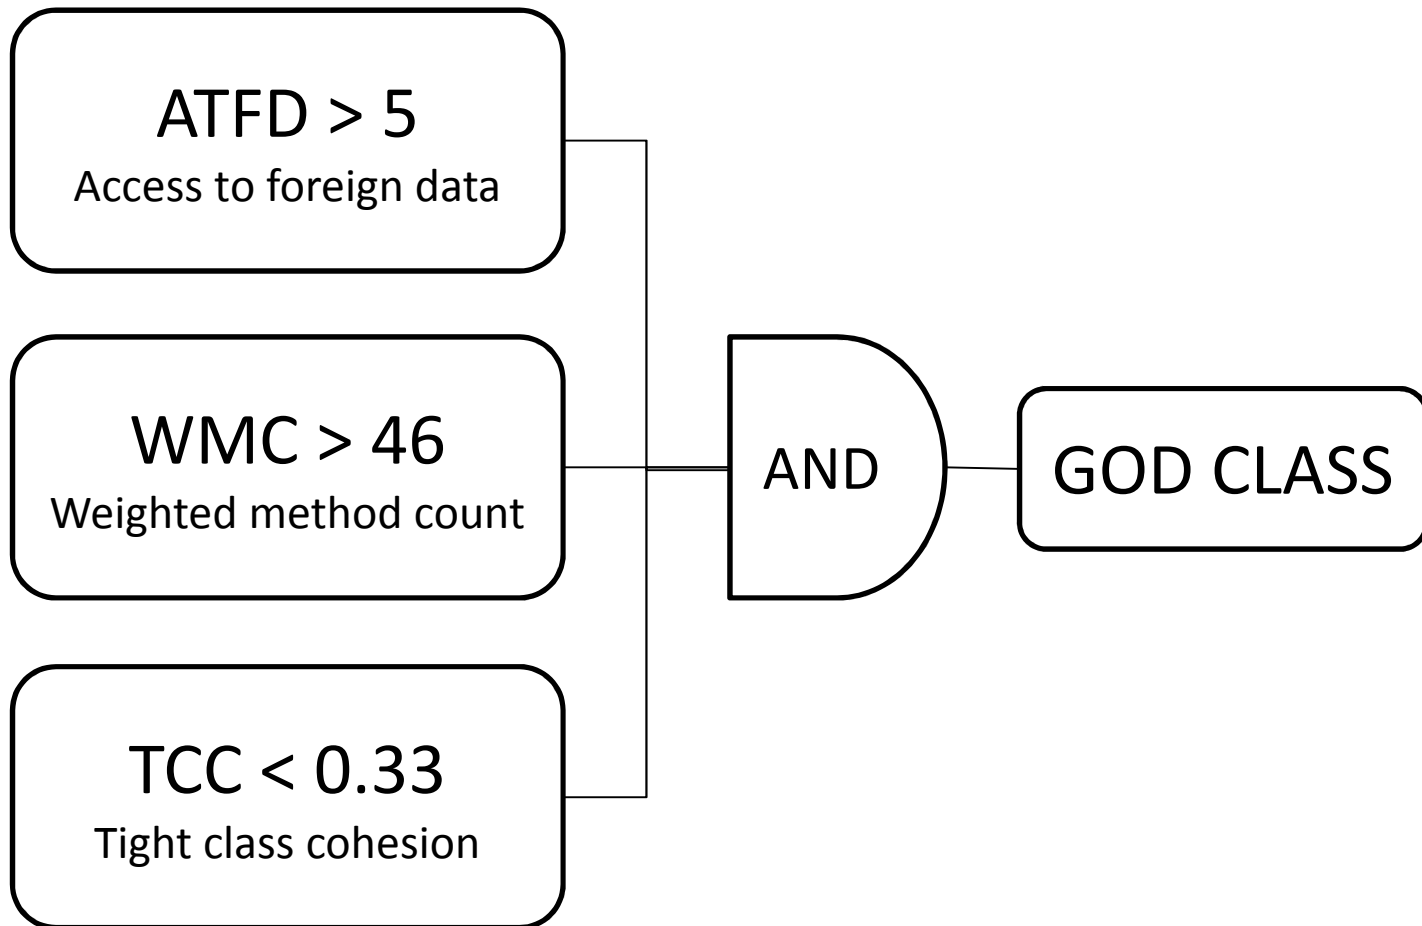 ATFD > 5
Access to foreign data
WMC > 46
Weighted method count
TCC < 0.33
Tight class cohesion
AND
GOD CLASS